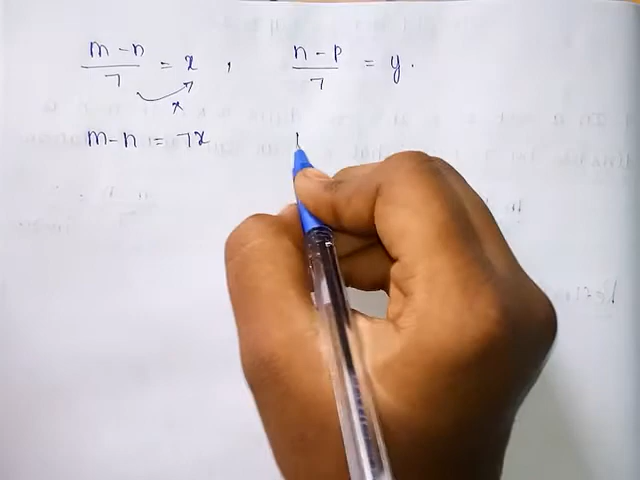 m - n / 7 = x , n - p / 7 = y .
x
m - n = 7x